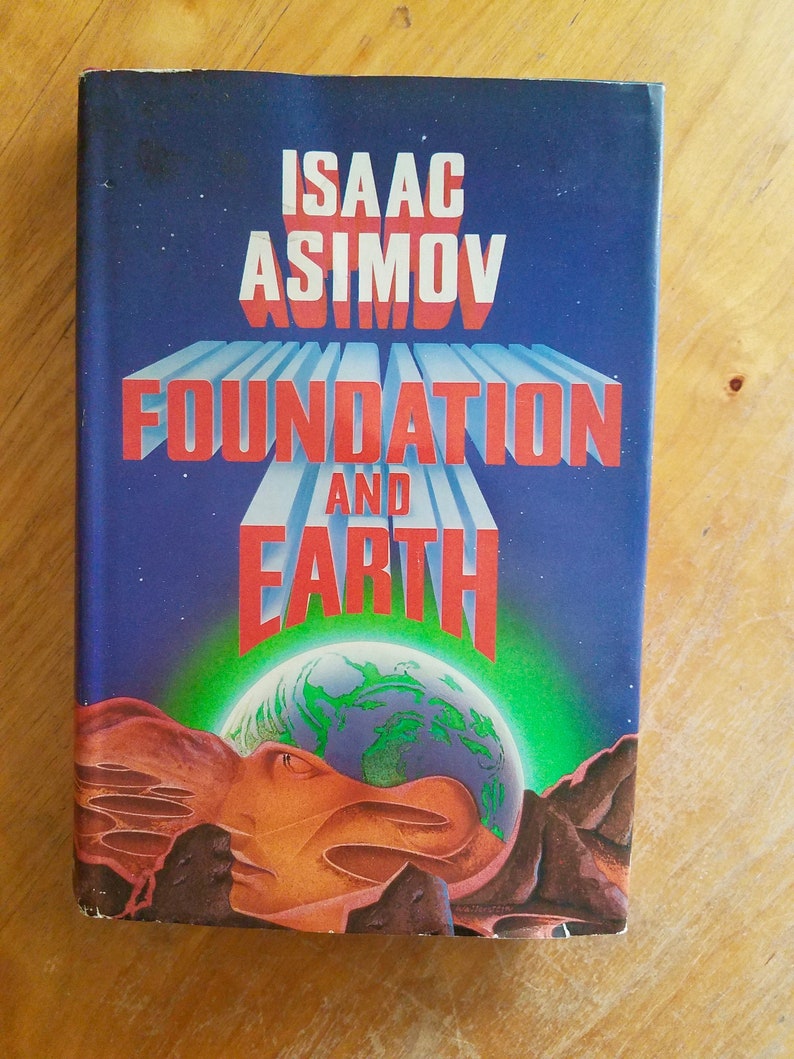 ISAAC
ASIMOV
FOUNDATION
AND
EARTH